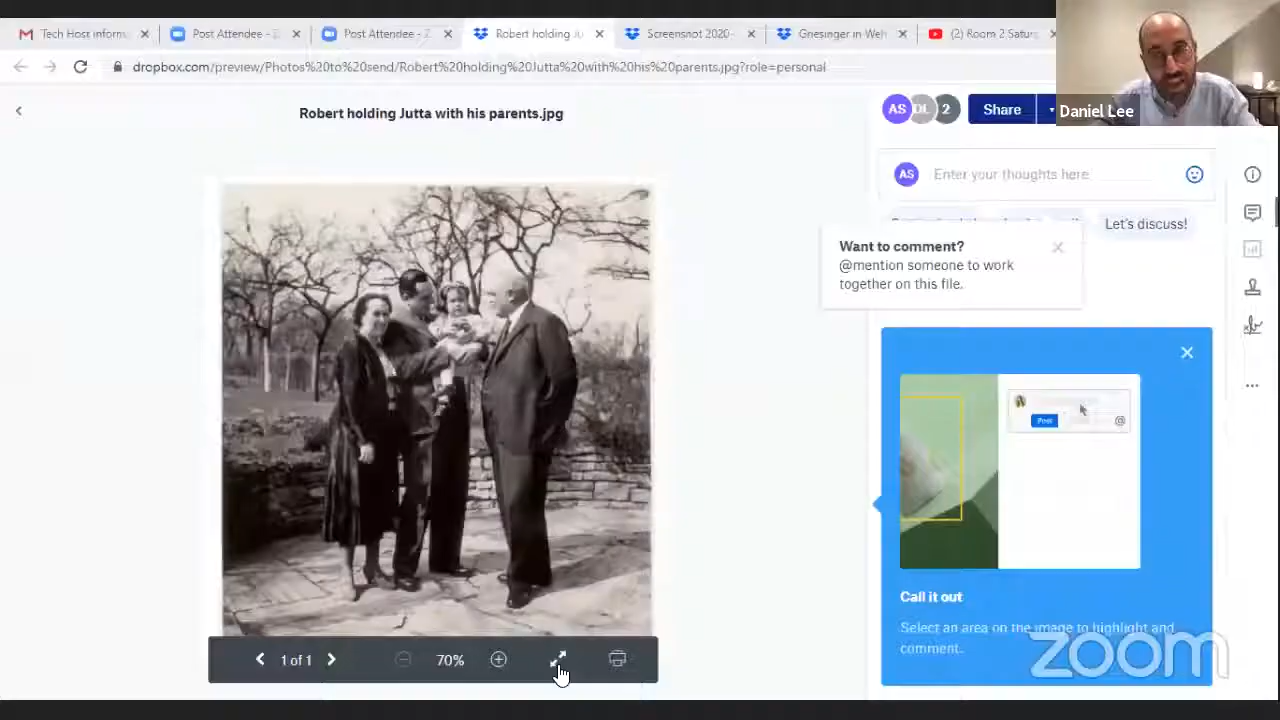 Tech Host inform
Post Attendee - Z
Post Attendee - Z
Robert holding Ju
Screenshot 2020-
Griesinger in Weh
(2) Room 2 Satur
dropbox.com/preview/Photos%20to%20send/Robert%20holding%20Jutta%20with%20his%20parents.jpg?role=personal
Robert holding Jutta with his parents.jpg
AS DL 2 Share
Daniel Lee
AS Enter your thoughts here
Let's discuss!
Want to comment?
@mention someone to work
together on this file.
Post
@
Call it out
Select an area on the image to highlight and
comment.
1 of 1 70%
zoom